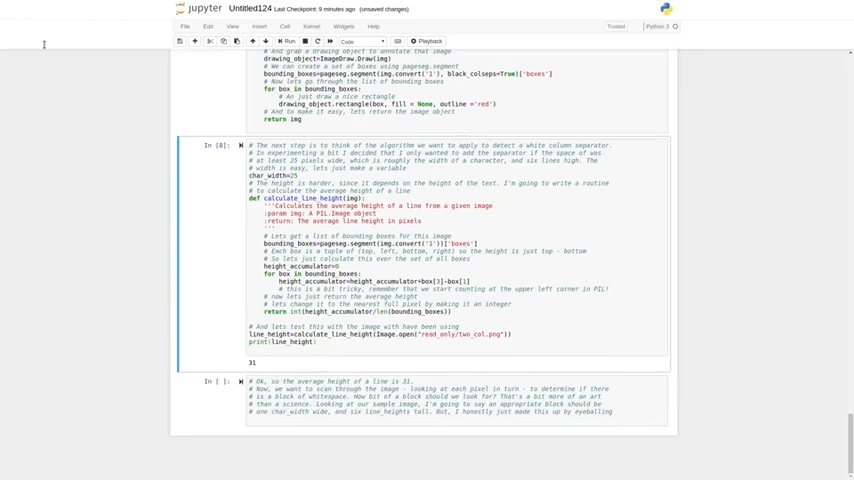 jupyter Untitled124 Last Checkpoint: 9 minutes ago (unsaved changes)
File Edit View Insert Cell Kernel Widgets Help Trusted Python 3
Run Code Playback
# And grab a drawing object to annotate that image
drawing_object=ImageDraw.Draw(img)
# We can create a set of boxes using pageseg.segment
bounding_boxes=pageseg.segment(img.convert('1'), black_colseps=True)['boxes']
# Now lets go through the list of bounding boxes
for box in bounding_boxes:
# An just draw a nice rectangle
drawing_object.rectangle(box, fill = None, outline ='red')
# And to make it easy, lets return the image object
return img
In [8]:
# The next step is to think of the algorithm we want to apply to detect a white column separator.
# In experimenting a bit I decided that I only wanted to add the separator if the space of was
# at least 25 pixels wide, which is roughly the width of a character, and six lines high. The
# width is easy, lets just make a variable
char_width=25
# The height is harder, since it depends on the height of the text. I'm going to write a routine
# to calculate the average height of a line
def calculate_line_height(img):
'''Calculates the average height of a line from a given image
:param img: A PIL.Image object
:return: The average line height in pixels
'''
# Lets get a list of bounding boxes for this image
bounding_boxes=pageseg.segment(img.convert('1'))['boxes']
# Each box is a tuple of (top, left, bottom, right) so the height is just top - bottom
# So lets just calculate this over the set of all boxes
height_accumulator=0
for box in bounding_boxes:
height_accumulator=height_accumulator+box[3]-box[1]
# this is a bit tricky, remember that we start counting at the upper left corner in PIL!
# now lets just return the average height
# lets change it to the nearest full pixel by making it an integer
return int(height_accumulator/len(bounding_boxes))
# And lets test this with the image with have been using
line_height=calculate_line_height(Image.open("read_only/two_col.png"))
print(line_height)
31
In [ ]:
# Ok, so the average height of a line is 31.
# Now, we want to scan through the image - looking at each pixel in turn - to determine if there
# is a block of whitespace. How bit of a block should we look for? That's a bit more of an art
# than a science. Looking at our sample image, I'm going to say an appropriate block should be
# one char_width wide, and six line_heights tall. But, I honestly just made this up by eyeballing